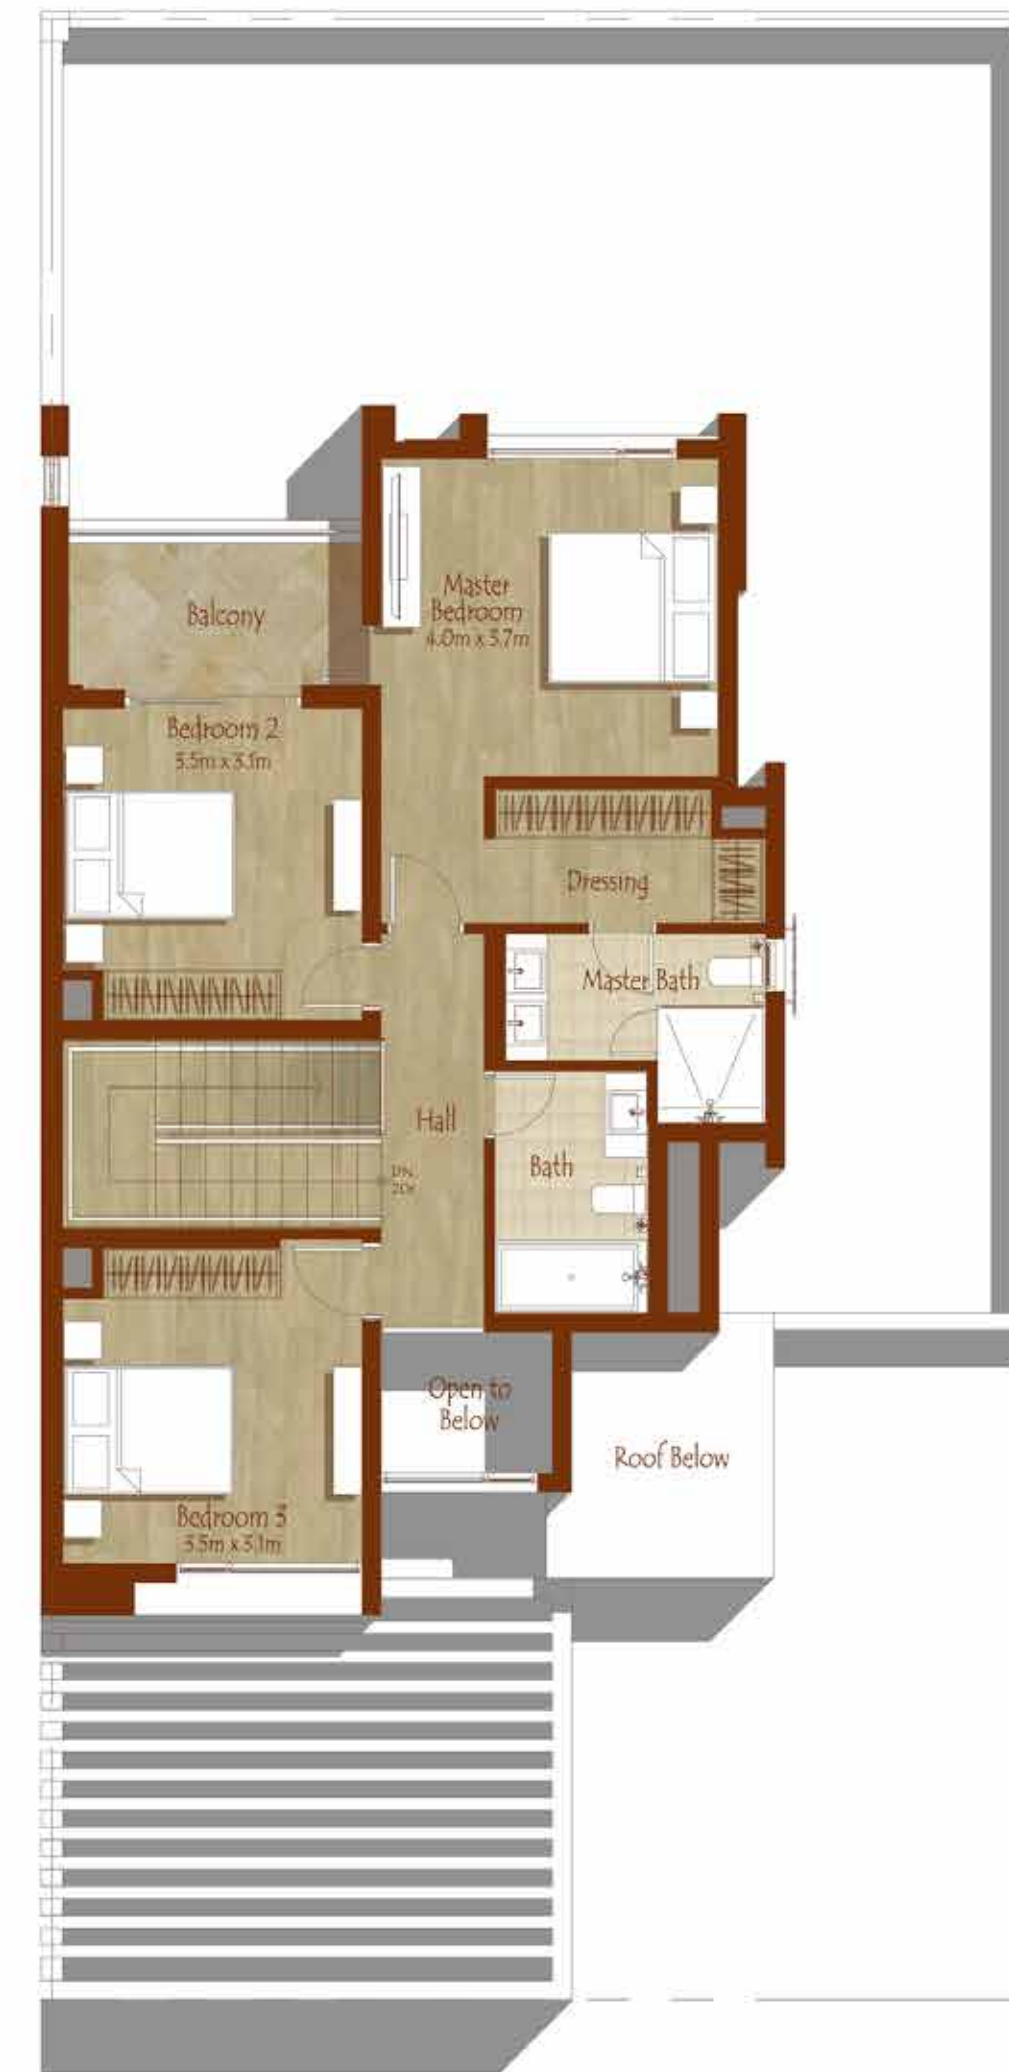 Master
Bedroom
4.0m x 3.7m
Balcony
Bedroom 2
3.5m x 3.1m
Dressing
Master Bath
Hall
DN.
20r
Bath
Open to
Below
Roof Below
Bedroom 3
3.5m x 3.1m